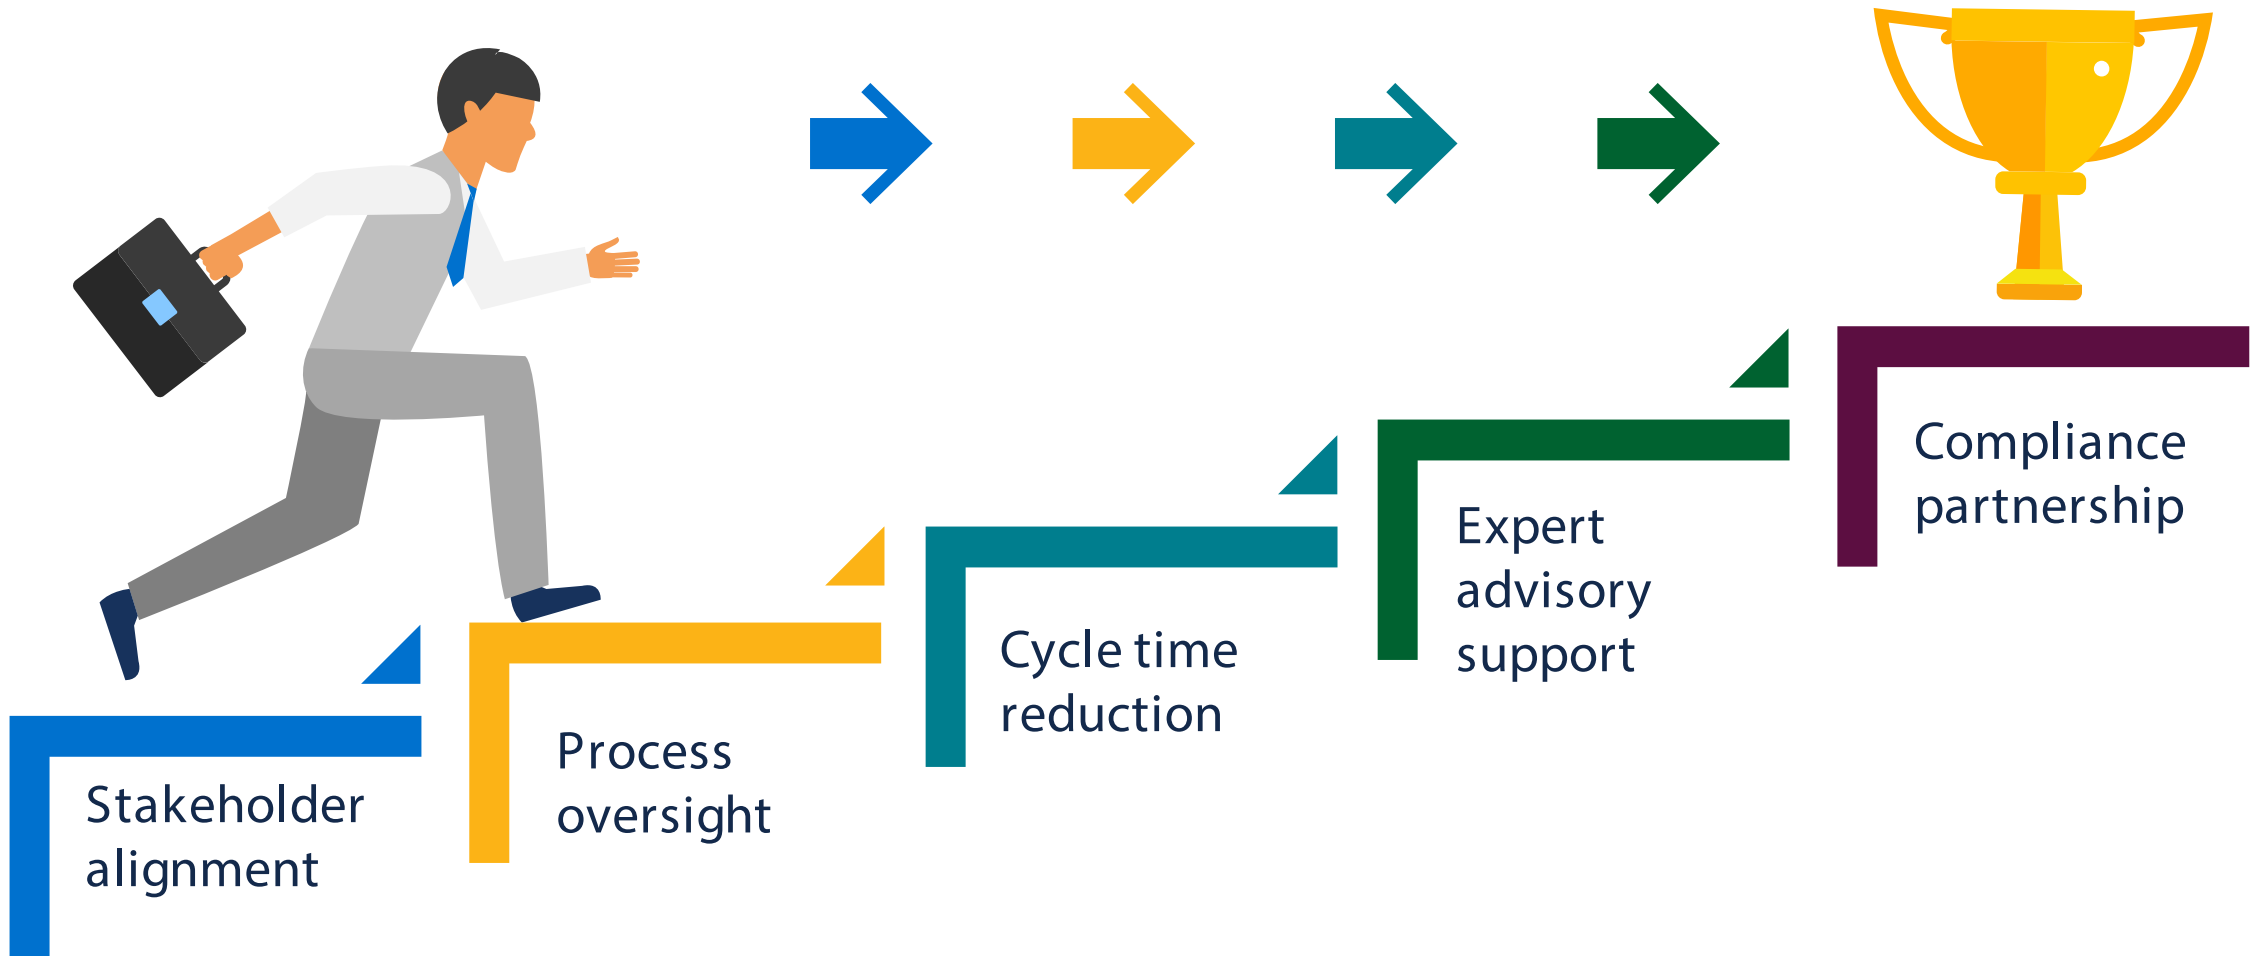 Stakeholder
alignment
Process
oversight
Cycle time
reduction
Expert
advisory
support
Compliance
partnership